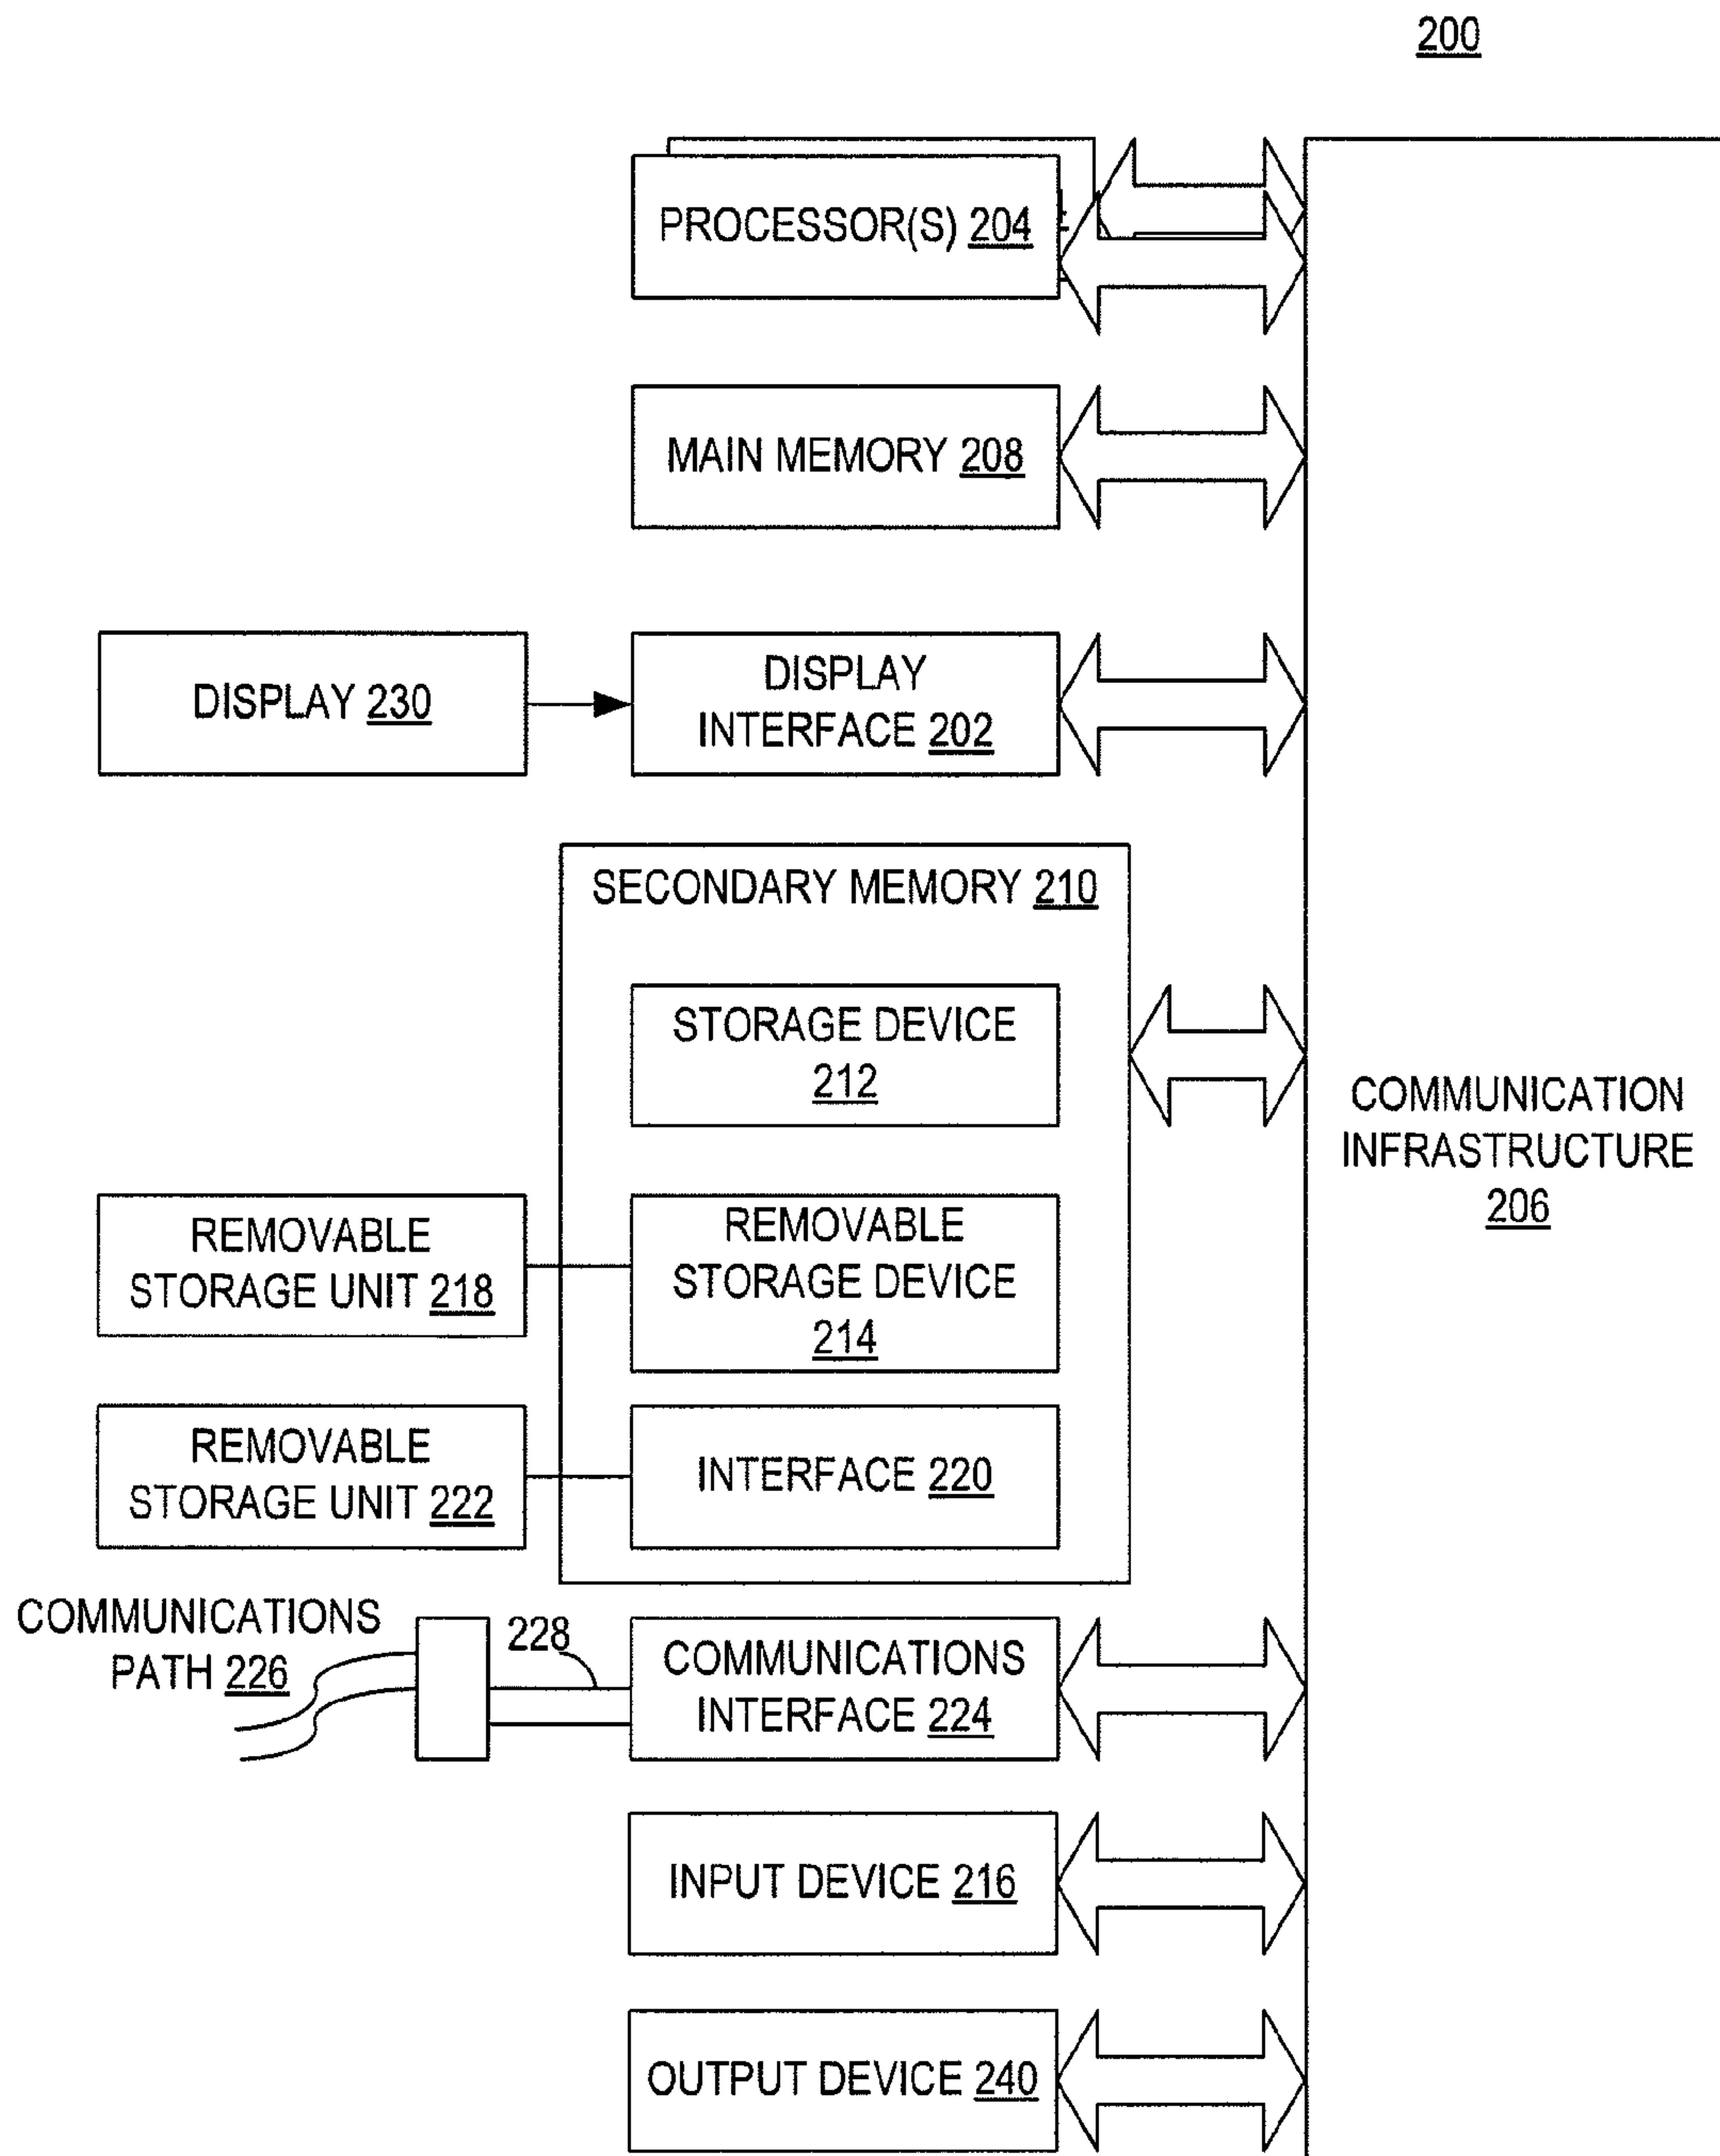 200
PROCESSOR(S) 204
MAIN MEMORY 208
DISPLAY 230
DISPLAY
INTERFACE 202
SECONDARY MEMORY 210
STORAGE DEVICE
212
COMMUNICATION
INFRASTRUCTURE
206
REMOVABLE
STORAGE UNIT 218
REMOVABLE
STORAGE DEVICE
214
REMOVABLE
STORAGE UNIT 222
INTERFACE 220
COMMUNICATIONS
PATH 226
228
COMMUNICATIONS
INTERFACE 224
INPUT DEVICE 216
OUTPUT DEVICE 240